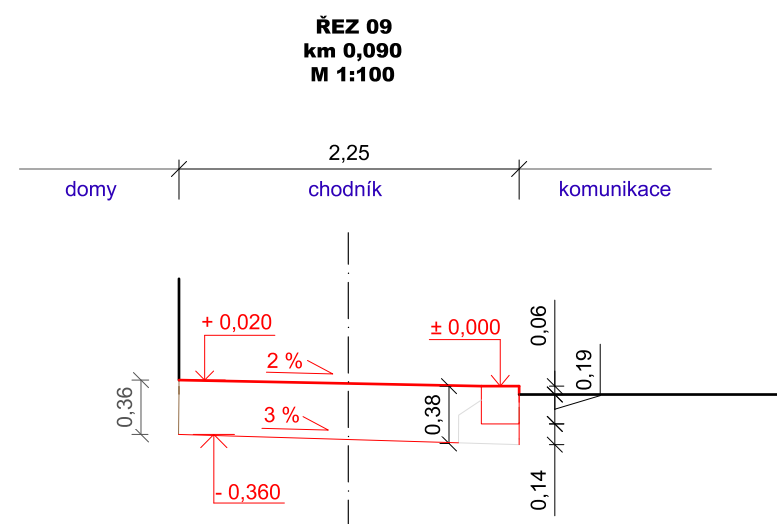 ŘEZ 09
km 0,090
M 1:100
2,25
domy
chodník
komunikace
+ 0,020
± 0,000
0,06
2 %
0,19
0,36
3 %
0,38
- 0,360
0,14